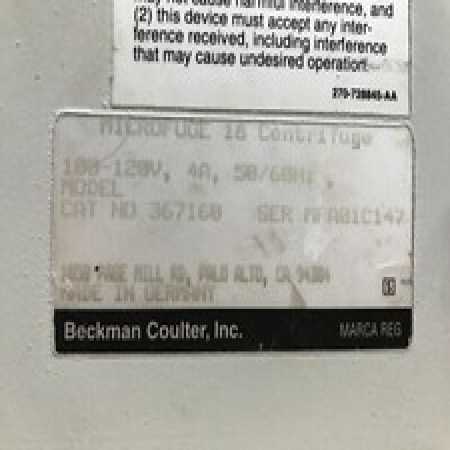 may not cause harmful interference, and
(2) this device must accept any inter-
ference received, including interference
that may cause undesired operation.
270-738845-AA
MICROFUGE 18 Centrifuge
100-120V, 4A, 50/60Hz,
MODEL
CAT NO 367160 SER MFA01C147
PAGE MILL RD, PALO ALTO, CA 94304
MADE IN GERMANY
Beckman Coulter, Inc. MARCA REG